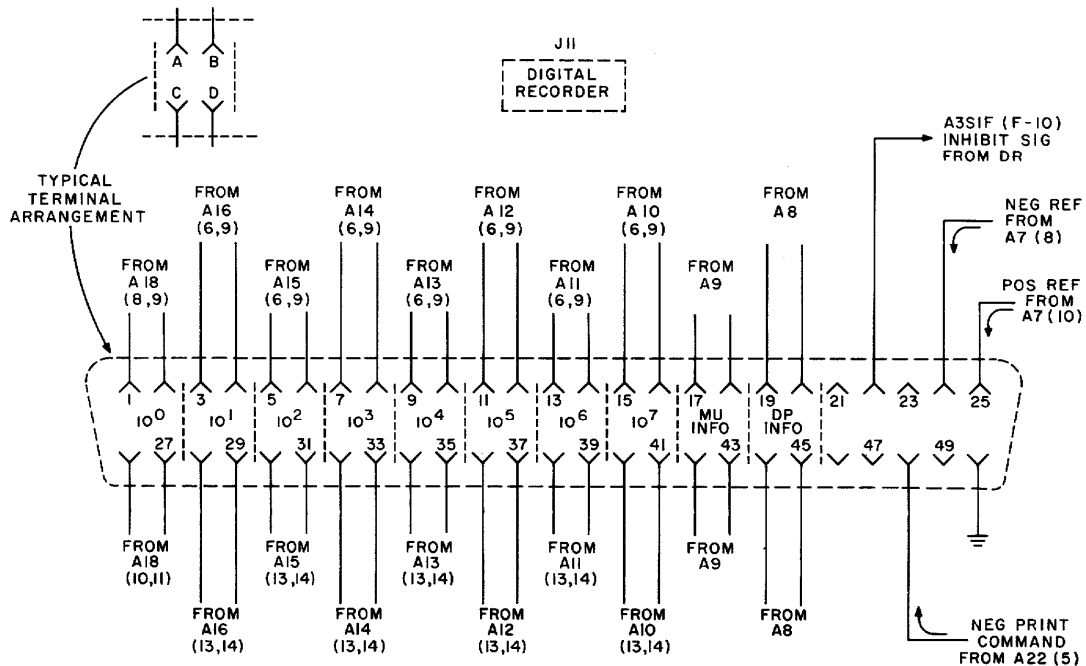 A B
C D
J11
DIGITAL
RECORDER
TYPICAL
TERMINAL
ARRANGEMENT
A3S1F (F-10)
INHIBIT SIG
FROM DR
NEG REF
FROM
A7 (8)
POS REF
FROM
A7 (10)
FROM
A18
(8,9)
FROM
A16
(6,9)
FROM
A15
(6,9)
FROM
A14
(6,9)
FROM
A13
(6,9)
FROM
A12
(6,9)
FROM
A11
(6,9)
FROM
A10
(6,9)
FROM
A9
FROM
A8
1 3 5 7 9 11 13 15 17 19 21 23 25
10⁰ 10¹ 10² 10³ 10⁴ 10⁵ 10⁶ 10⁷ MU INFO DP INFO
27 29 31 33 35 37 39 41 43 45 47 49
FROM
A18
(10,11)
FROM
A16
(13,14)
FROM
A15
(13,14)
FROM
A14
(13,14)
FROM
A13
(13,14)
FROM
A12
(13,14)
FROM
A11
(13,14)
FROM
A10
(13,14)
FROM
A9
FROM
A8
NEG PRINT
COMMAND
FROM A22 (5)